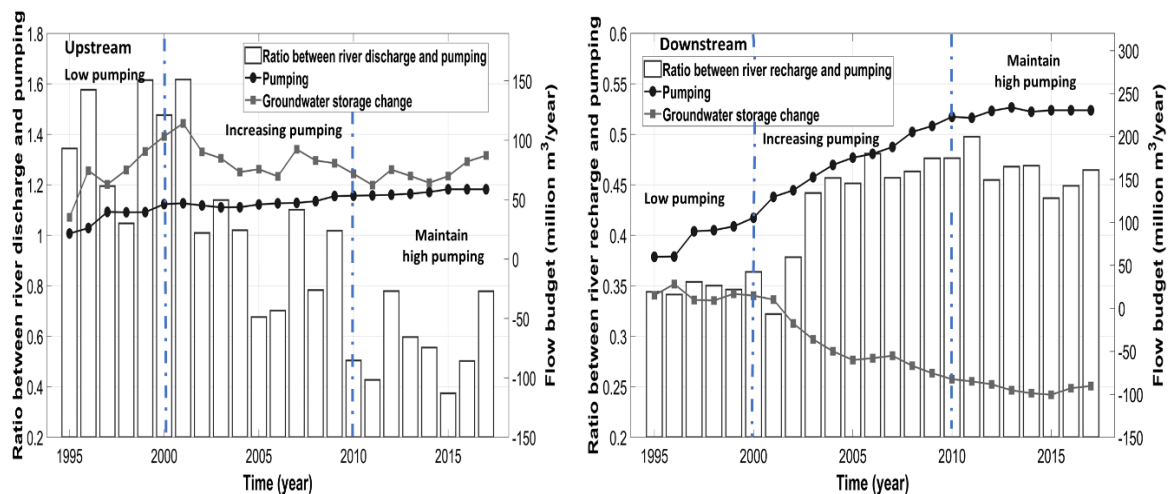 Upstream
Low pumping
Ratio between river discharge and pumping
Pumping
Groundwater storage change
Increasing pumping
Maintain
high pumping
Ratio between river discharge and pumping
1.8
1.6
1.4
1.2
1
0.8
0.6
0.4
0.2
150
100
50
0
-50
-100
-150
Flow budget (million m³/year)
1995
2000
2005
2010
2015
Time (year)
Downstream
Ratio between river recharge and pumping
Pumping
Groundwater storage change
Maintain
high pumping
Increasing pumping
Low pumping
Ratio between river recharge and pumping
0.6
0.55
0.5
0.45
0.4
0.35
0.3
0.25
0.2
300
250
200
150
100
50
0
-50
-100
-150
Flow budget (million m³/year)
1995
2000
2005
2010
2015
Time (year)